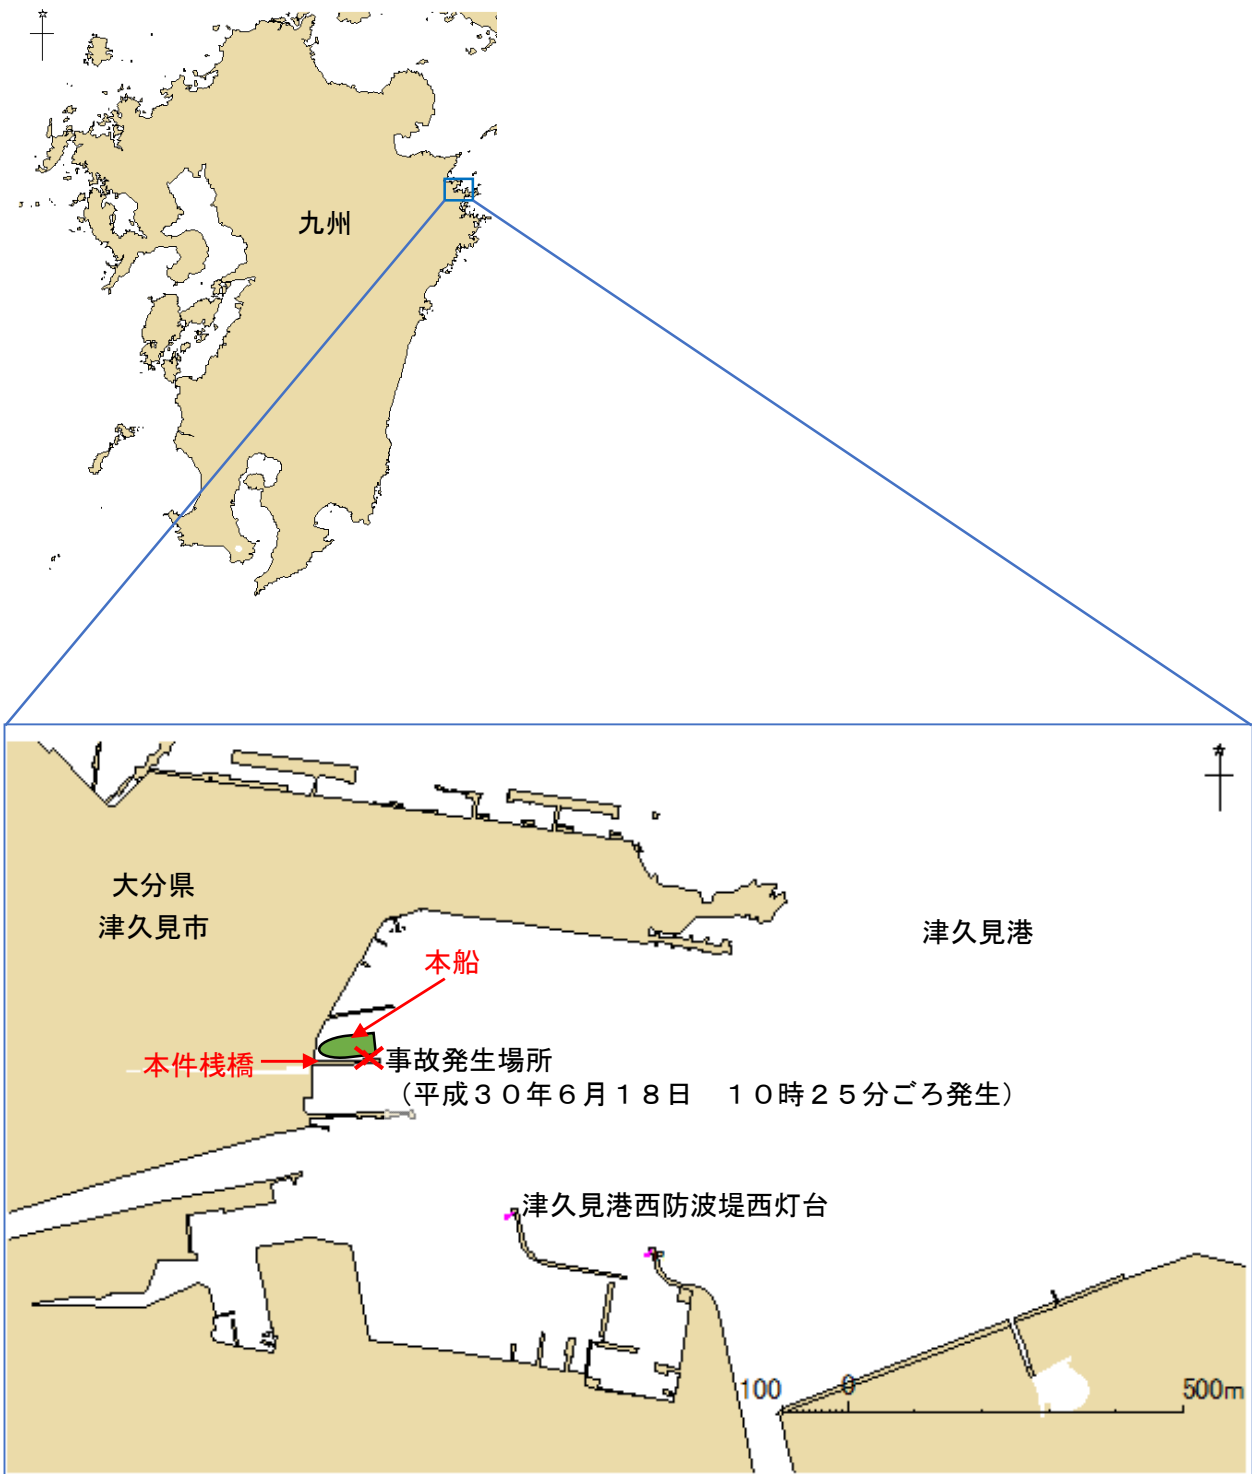 九州
大分県
津久見市
津久見港
本船
本件桟橋
事故発生場所
(平成30年6月18日 10時25分ごろ発生)
津久見港西防波堤西灯台
100 0 500m